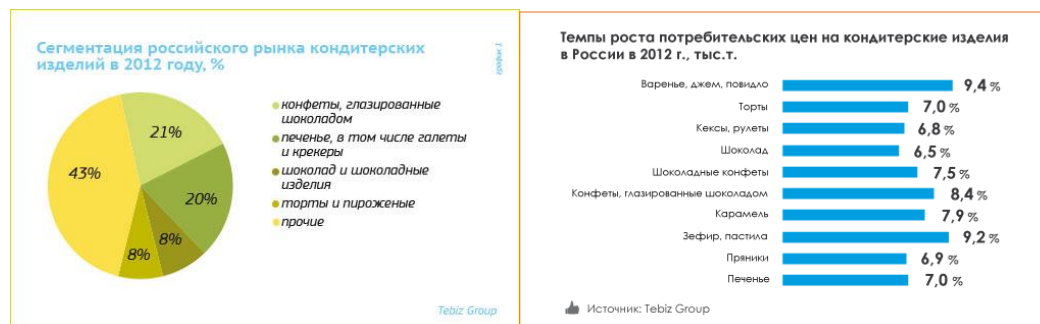 Сегментация российского рынка кондитерских
изделий в 2012 году, %
график 1
21%
20%
8%
8%
43%
конфеты, глазированные
шоколадом
печенье, в том числе галеты
и крекеры
шоколад и шоколадные
изделия
торты и пироженые
прочие
Tebiz Group
Темпы роста потребительских цен на кондитерские изделия
в России в 2012 г., тыс.т.
Варенье, джем, повидло 9,4 %
Торты 7,0 %
Кексы, рулеты 6,8 %
Шоколад 6,5 %
Шоколадные конфеты 7,5 %
Конфеты, глазированные шоколадом 8,4 %
Карамель 7,9 %
Зефир, пастила 9,2 %
Пряники 6,9 %
Печенье 7,0 %
Источник: Tebiz Group